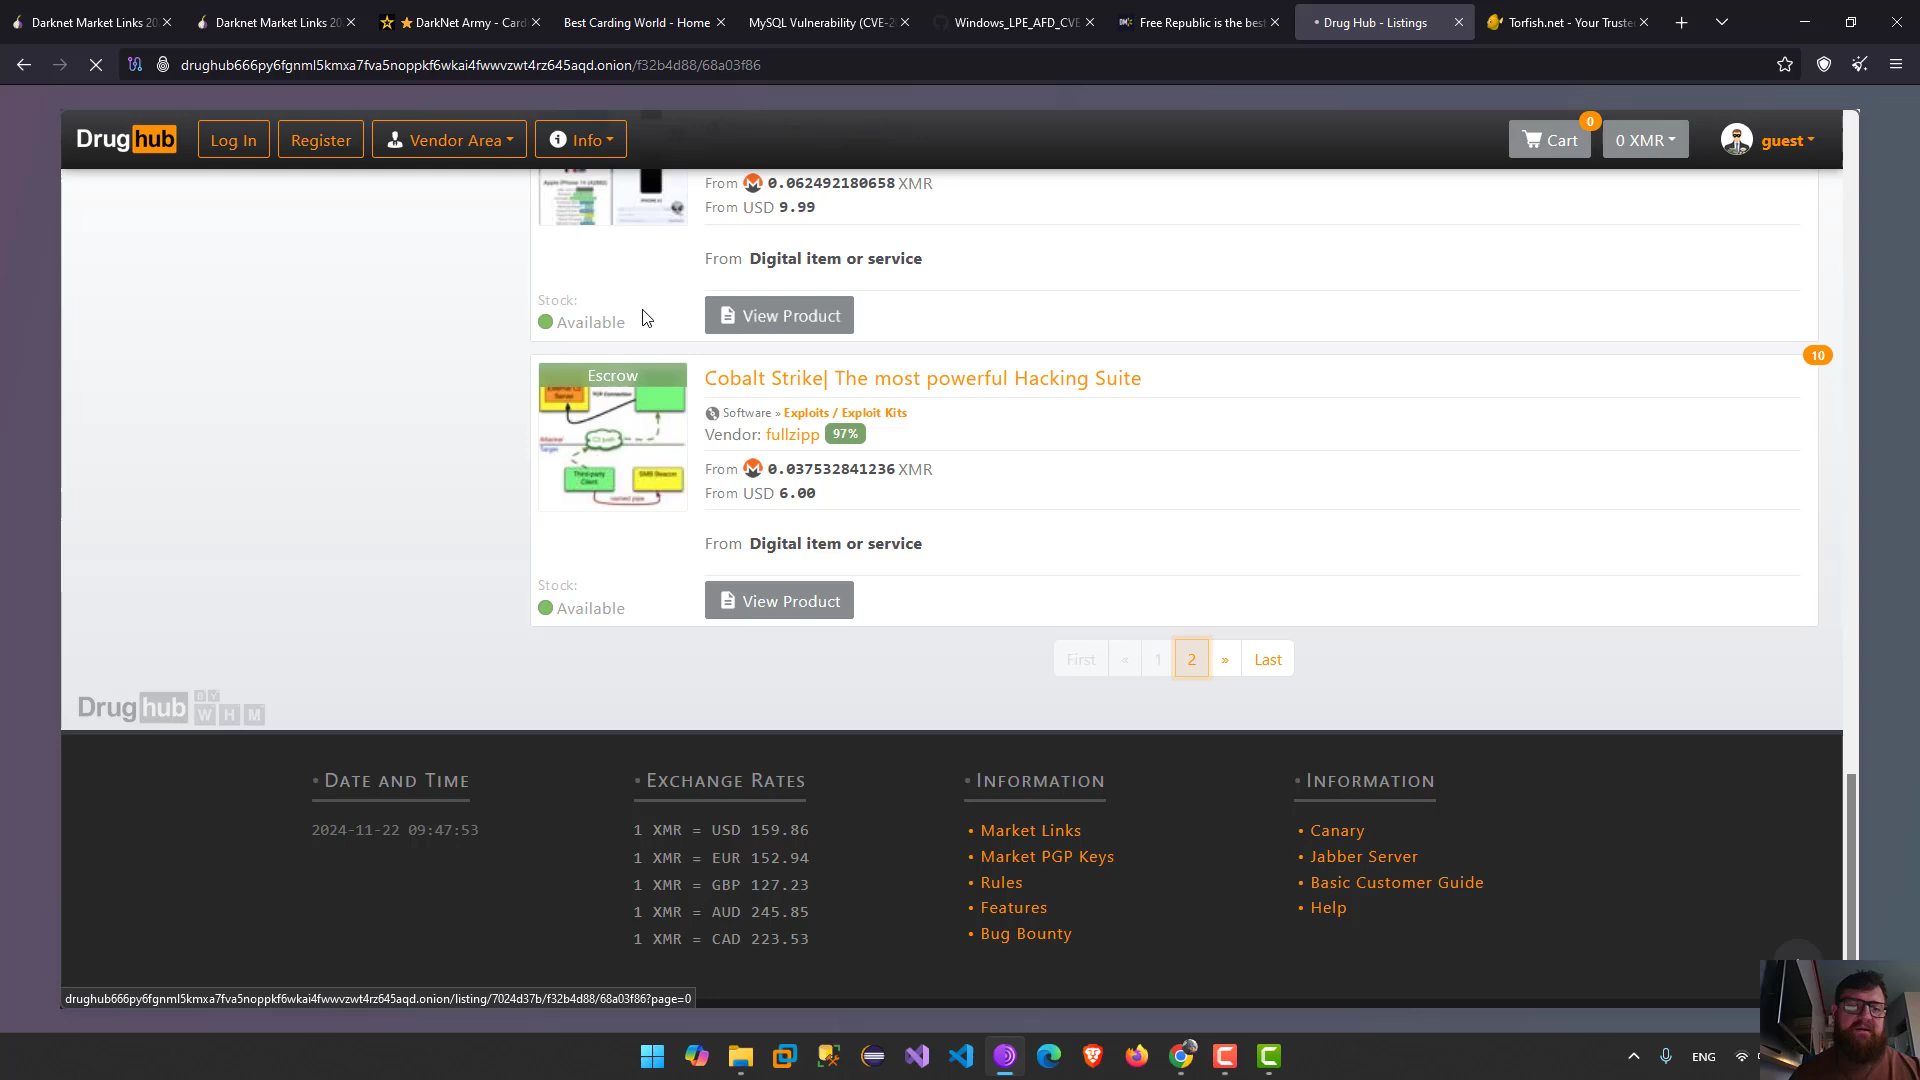 Darknet Market Links 20
Darknet Market Links 20
DarkNet Army - Card
Best Carding World - Home
MySQL Vulnerability (CVE-2
Windows_LPE_AFD_CVE
Free Republic is the best
Drug Hub - Listings
Torfish.net - Your Truste
drughub666py6fgnml5kmxa7fva5noppkf6wkai4fwwvzwt4rz645aqd.onion/f32b4d88/68a03f86
Drug hub
Log In
Register
Vendor Area
Info
0
Cart
0 XMR
guest
From 0.062492180658 XMR
From USD 9.99
From Digital item or service
Stock:
Available
View Product
10
Escrow
Cobalt Strike| The most powerful Hacking Suite
Software » Exploits / Exploit Kits
Vendor: fullzipp 97%
From 0.037532841236 XMR
From USD 6.00
From Digital item or service
Stock:
Available
View Product
First « 1 2 » Last
Drug hub BY WHM
• Date and Time
2024-11-22 09:47:53
• Exchange Rates
1 XMR = USD 159.86
1 XMR = EUR 152.94
1 XMR = GBP 127.23
1 XMR = AUD 245.85
1 XMR = CAD 223.53
• Information
• Market Links
• Market PGP Keys
• Rules
• Features
• Bug Bounty
• Information
• Canary
• Jabber Server
• Basic Customer Guide
• Help
drughub666py6fgnml5kmxa7fva5noppkf6wkai4fwwvzwt4rz645aqd.onion/listing/7024d37b/f32b4d88/68a03f86?page=0
ENG